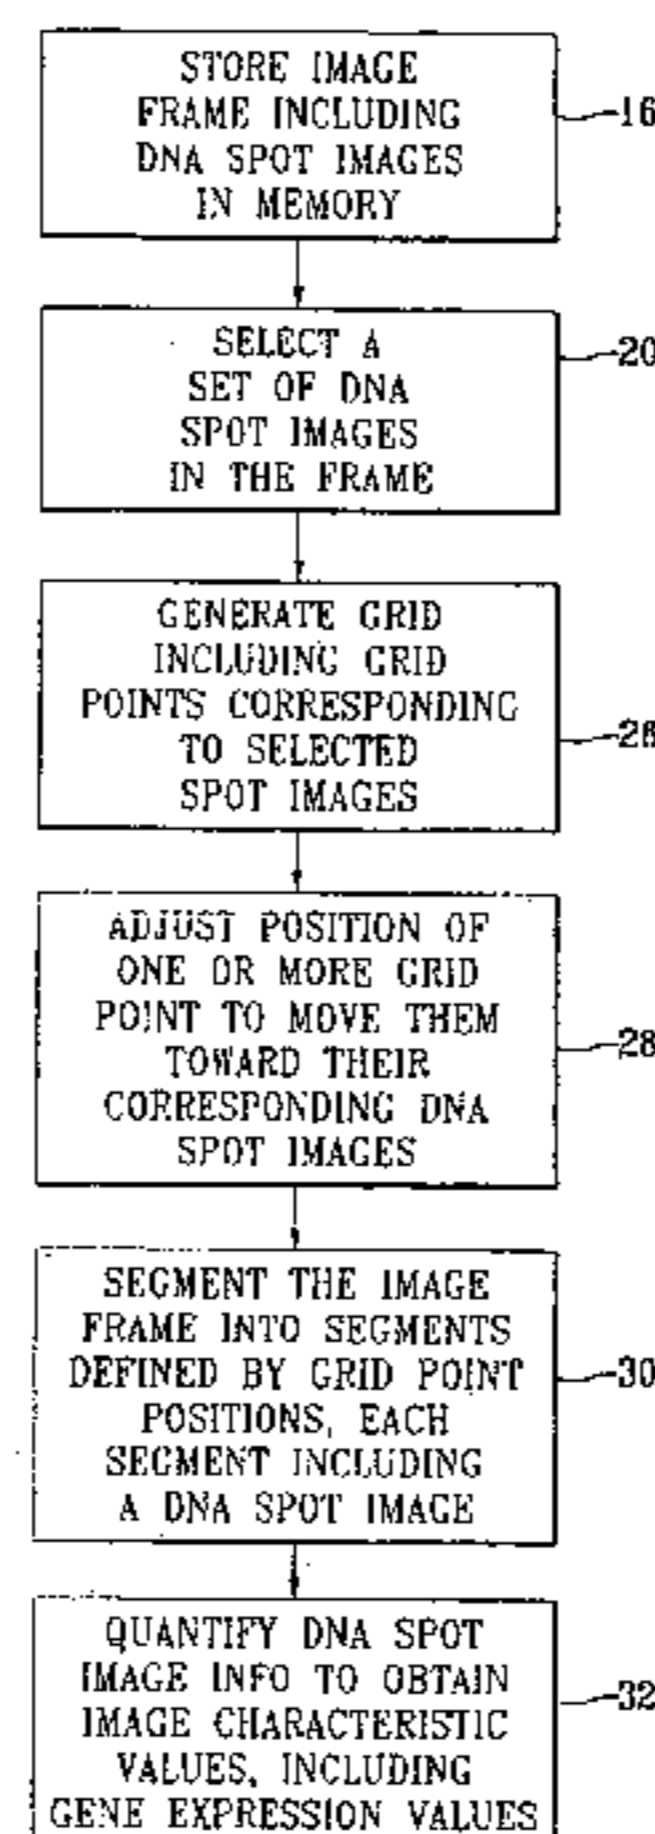 STORE IMAGE
FRAME INCLUDING
DNA SPOT IMAGES
IN MEMORY
16
SELECT A
SET OF DNA
SPOT IMAGES
IN THE FRAME
20
GENERATE GRID
INCLUDING GRID
POINTS CORRESPONDING
TO SELECTED
SPOT IMAGES
26
ADJUST POSITION OF
ONE OR MORE GRID
POINT TO MOVE THEM
TOWARD THEIR
CORRESPONDING DNA
SPOT IMAGES
28
SEGMENT THE IMAGE
FRAME INTO SEGMENTS
DEFINED BY GRID POINT
POSITIONS, EACH
SEGMENT INCLUDING
A DNA SPOT IMAGE
30
QUANTIFY DNA SPOT
IMAGE INFO TO OBTAIN
IMAGE CHARACTERISTIC
VALUES, INCLUDING
GENE EXPRESSION VALUES
32